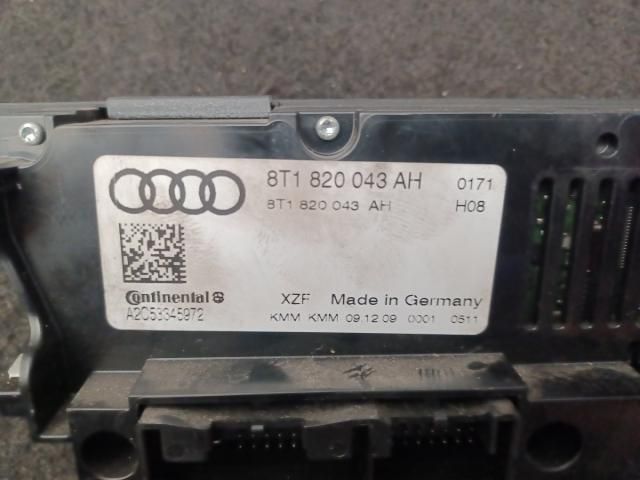 8T1 820 043 AH 0171
8T1 820 043 AH H08
Continental XZF Made in Germany
A2C53345972 KMM KMM 09.12.09 0001 0511